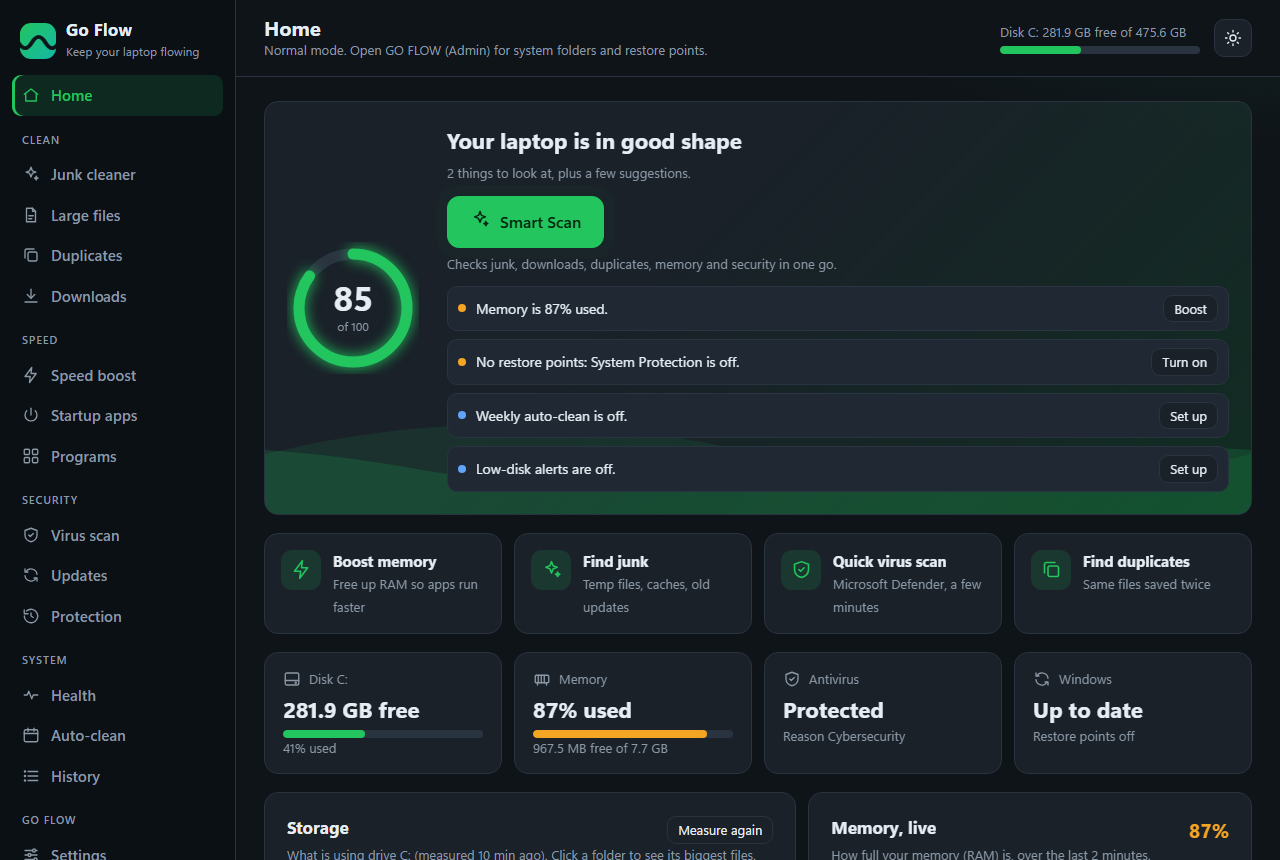 Go Flow
Keep your laptop flowing
Home
CLEAN
Junk cleaner
Large files
Duplicates
Downloads
SPEED
Speed boost
Startup apps
Programs
SECURITY
Virus scan
Updates
Protection
SYSTEM
Health
Auto-clean
History
GO FLOW
Settings
Home
Normal mode. Open GO FLOW (Admin) for system folders and restore points.
Disk C: 281.9 GB free of 475.6 GB
85
of 100
Your laptop is in good shape
2 things to look at, plus a few suggestions.
Smart Scan
Checks junk, downloads, duplicates, memory and security in one go.
Memory is 87% used.
Boost
No restore points: System Protection is off.
Turn on
Weekly auto-clean is off.
Set up
Low-disk alerts are off.
Set up
Boost memory
Free up RAM so apps run
faster
Find junk
Temp files, caches, old
updates
Quick virus scan
Microsoft Defender, a few
minutes
Find duplicates
Same files saved twice
Disk C:
281.9 GB free
41% used
Memory
87% used
967.5 MB free of 7.7 GB
Antivirus
Protected
Reason Cybersecurity
Windows
Up to date
Restore points off
Storage
Measure again
What is using drive C: (measured 10 min ago). Click a folder to see its biggest files.
Memory, live
87%
How full your memory (RAM) is, over the last 2 minutes.